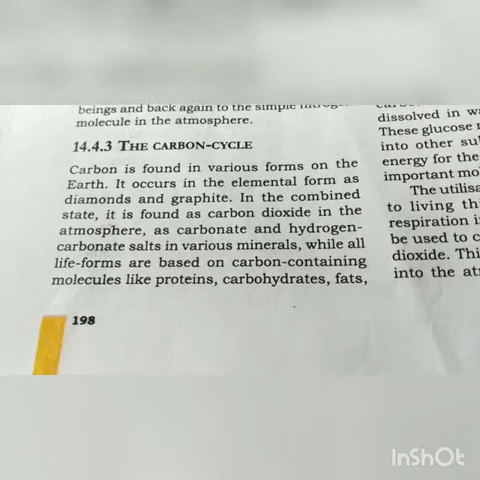 beings and back again to the simple
molecule in the atmosphere.
14.4.3 THE CARBON-CYCLE
Carbon is found in various forms on the
Earth. It occurs in the elemental form as
diamonds and graphite. In the combined
state, it is found as carbon dioxide in the
atmosphere, as carbonate and hydrogen-
carbonate salts in various minerals, while all
life-forms are based on carbon-containing
molecules like proteins, carbohydrates, fats,
198
dissolved in
These glucose
into other
energy for the
important
The
to living
respiration
be used to
dioxide.
into the
InShOt